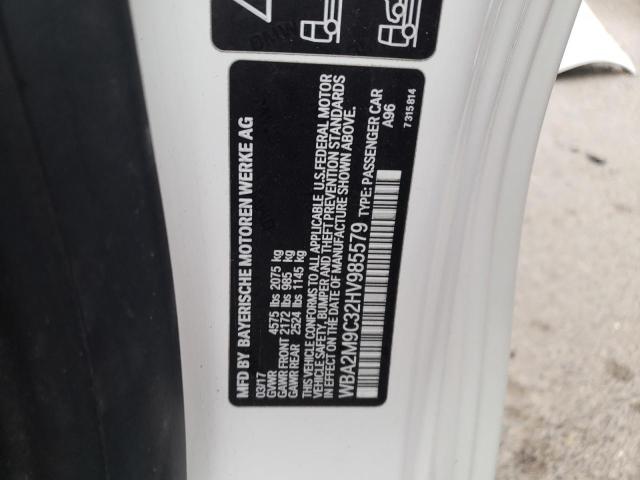 MFD BY BAYERISCHE MOTOREN WERKE AG
03/17
GVWR 4575 lbs 2075 kg
GAWR FRONT 2172 lbs 985 kg
GAWR REAR 2524 lbs 1145 kg
THIS VEHICLE CONFORMS TO ALL APPLICABLE U.S. FEDERAL MOTOR
VEHICLE SAFETY, BUMPER AND THEFT PREVENTION STANDARDS
IN EFFECT ON THE DATE OF MANUFACTURE SHOWN ABOVE.
WBA2M9C32HV985579 TYPE: PASSENGER CAR
A96
7 315 814